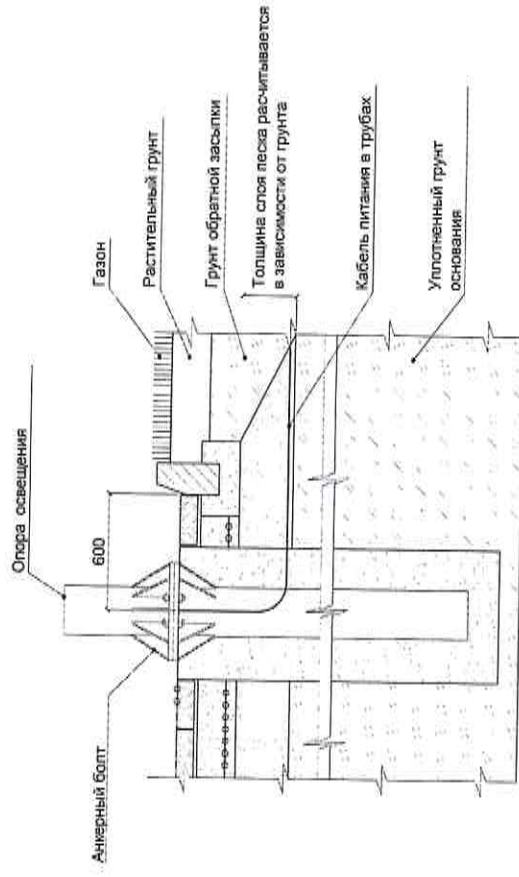 Опора освещения
Анкерный болт
600
Газон
Растительный грунт
Грунт обратной засыпки
Толщина слоя песка расчитывается
в зависимости от грунта
Кабель питания в трубах
Уплотненный грунт
основания